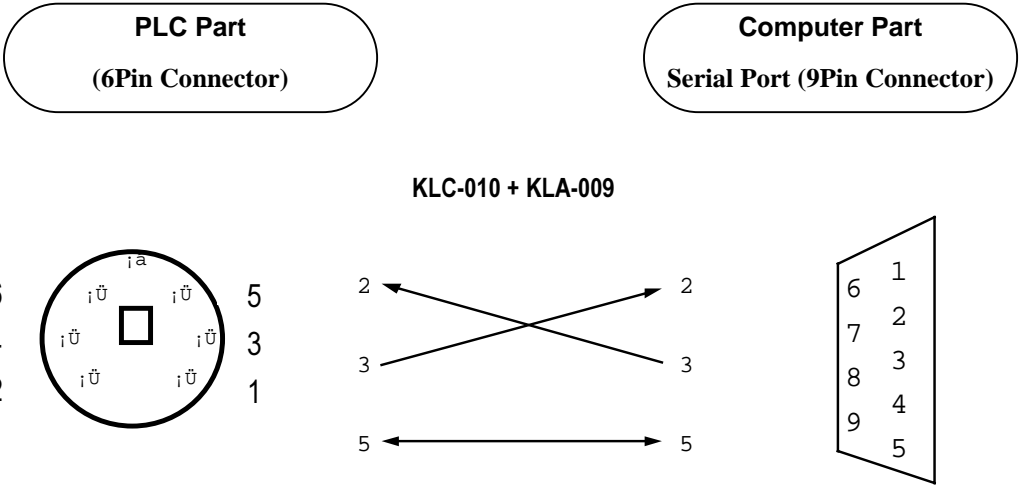 PLC Part
(6Pin Connector)
Computer Part
Serial Port (9Pin Connector)
KLC-010 + KLA-009
¡ã
¡Ü ¡Ü 5
¡Ü ¡Ü 3
¡Ü ¡Ü 1
2 2
3 3
5 5
1
6
2
7
3
8
4
9
5